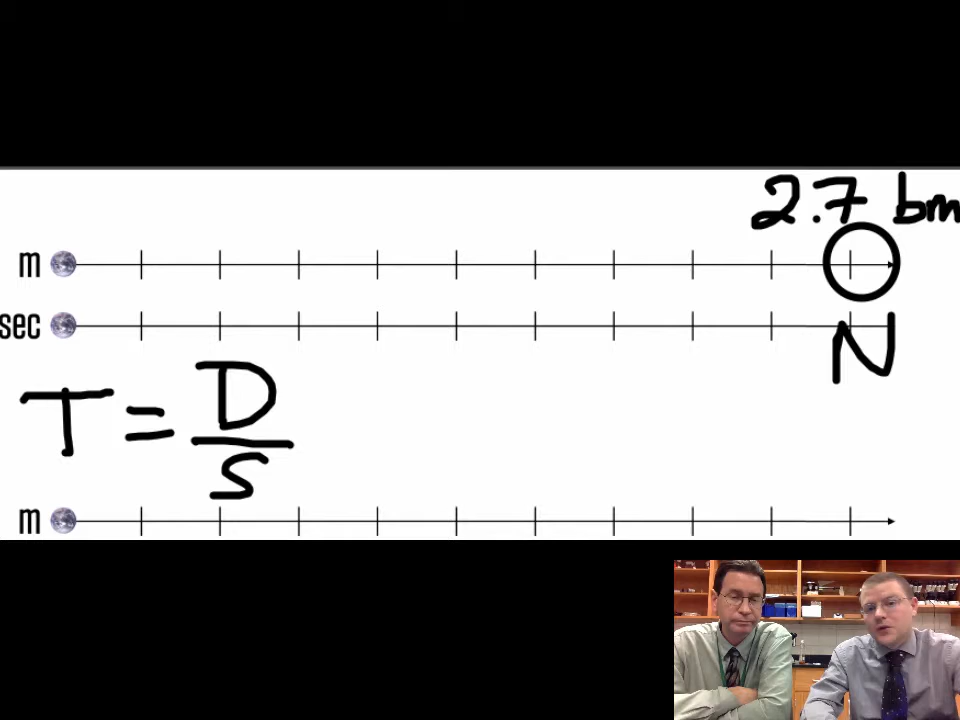 2.7 bm
m
sec
N
T = D/S
m